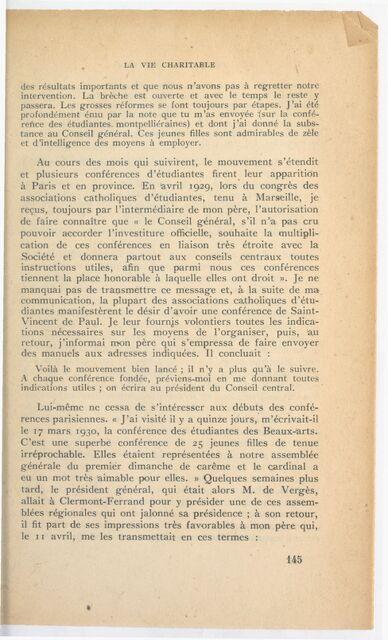 LA VIE CHARITABLE
des résultats importants et que nous n'avons pas à regretter notre
intervention. La brèche est ouverte et avec le temps le reste y
passera. Les grosses réformes se font toujours par étapes. J'ai été
profondément ému par la note que tu m'as envoyée (sur la confé-
rence des étudiantes montpelliéraines) et dont j'ai donné la subs-
tance au Conseil général. Ces jeunes filles sont admirables de zèle
et d'intelligence des moyens à employer.
Au cours des mois qui suivirent, le mouvement s'étendit
et plusieurs conférences d'étudiantes firent leur apparition
à Paris et en province. En avril 1929, lors du congrès des
associations catholiques d'étudiantes, tenu à Marseille, je
reçus, toujours par l'intermédiaire de mon père, l'autorisation
de faire connaître que « le Conseil général, s'il n'a pas cru
pouvoir accorder l'investiture officielle, souhaite la multipli-
cation de ces conférences en liaison très étroite avec la
Société et donnera partout aux conseils centraux toutes
instructions utiles, afin que parmi nous ces conférences
tiennent la place honorable à laquelle elles ont droit ». Je ne
manquai pas de transmettre ce message et, à la suite de ma
communication, la plupart des associations catholiques d'étu-
diantes manifestèrent le désir d'avoir une conférence de Saint-
Vincent de Paul. Je leur fournis volontiers toutes les indica-
tions nécessaires sur les moyens de l'organiser, puis, au
retour, j'informai mon père qui s'empressa de faire envoyer
des manuels aux adresses indiquées. Il concluait :
Voilà le mouvement bien lancé ; il n'y a plus qu'à le suivre.
A chaque conférence fondée, préviens-moi en me donnant toutes
indications utiles ; on écrira au président du Conseil central.
Lui-même ne cessa de s'intéresser aux débuts des confé-
rences parisiennes. « J'ai visité il y a quinze jours, m'écrivait-il
le 17 mars 1930, la conférence des étudiantes des Beaux-arts.
C'est une superbe conférence de 25 jeunes filles de tenue
irréprochable. Elles étaient représentées à notre assemblée
générale du premier dimanche de carême et le cardinal a
eu un mot très aimable pour elles. » Quelques semaines plus
tard, le président général, qui était alors M. de Vergès,
allait à Clermont-Ferrand pour y présider une de ces assem-
blées régionales qui ont jalonné sa présidence ; à son retour,
il fit part de ses impressions très favorables à mon père qui,
le 11 avril, me les transmettait en ces termes :
145